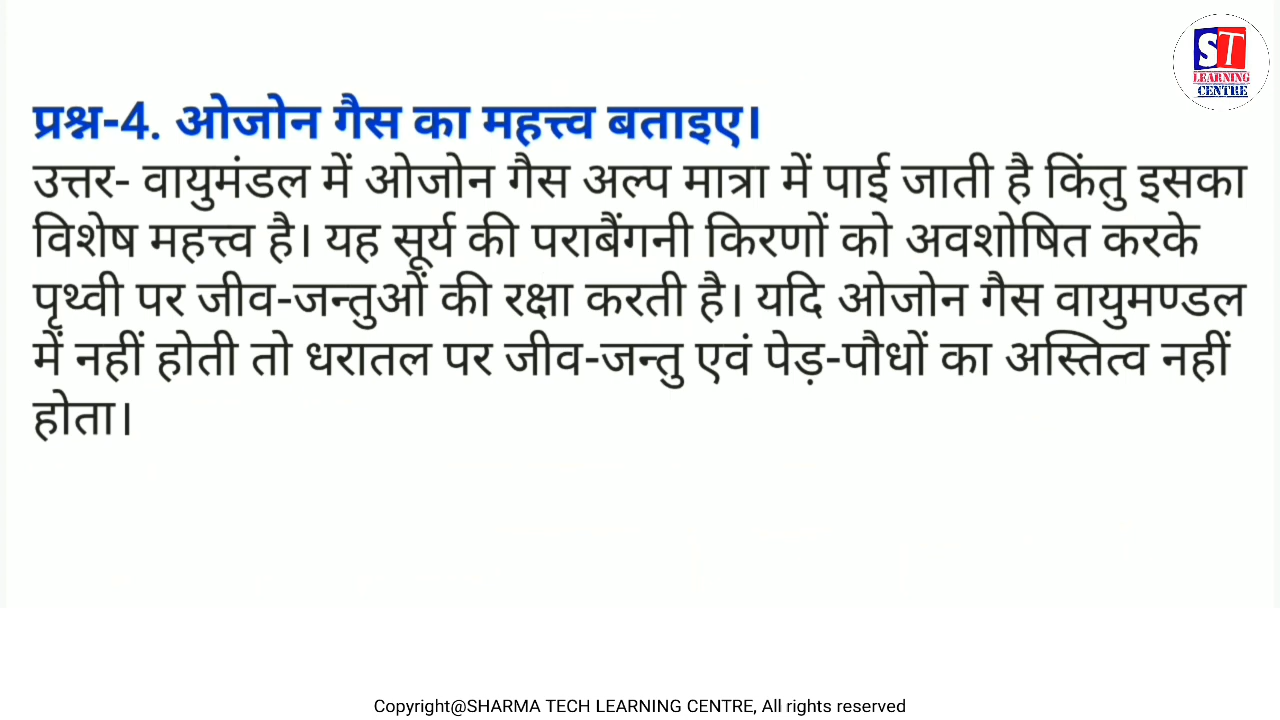 ST
LEARNING
CENTRE
प्रश्न-4. ओजोन गैस का महत्त्व बताइए।
उत्तर- वायुमंडल में ओजोन गैस अल्प मात्रा में पाई जाती है किंतु इसका
विशेष महत्त्व है। यह सूर्य की पराबैंगनी किरणों को अवशोषित करके
पृथ्वी पर जीव-जन्तुओं की रक्षा करती है। यदि ओजोन गैस वायुमण्डल
में नहीं होती तो धरातल पर जीव-जन्तु एवं पेड़-पौधों का अस्तित्व नहीं
होता।
Copyright@SHARMA TECH LEARNING CENTRE, All rights reserved